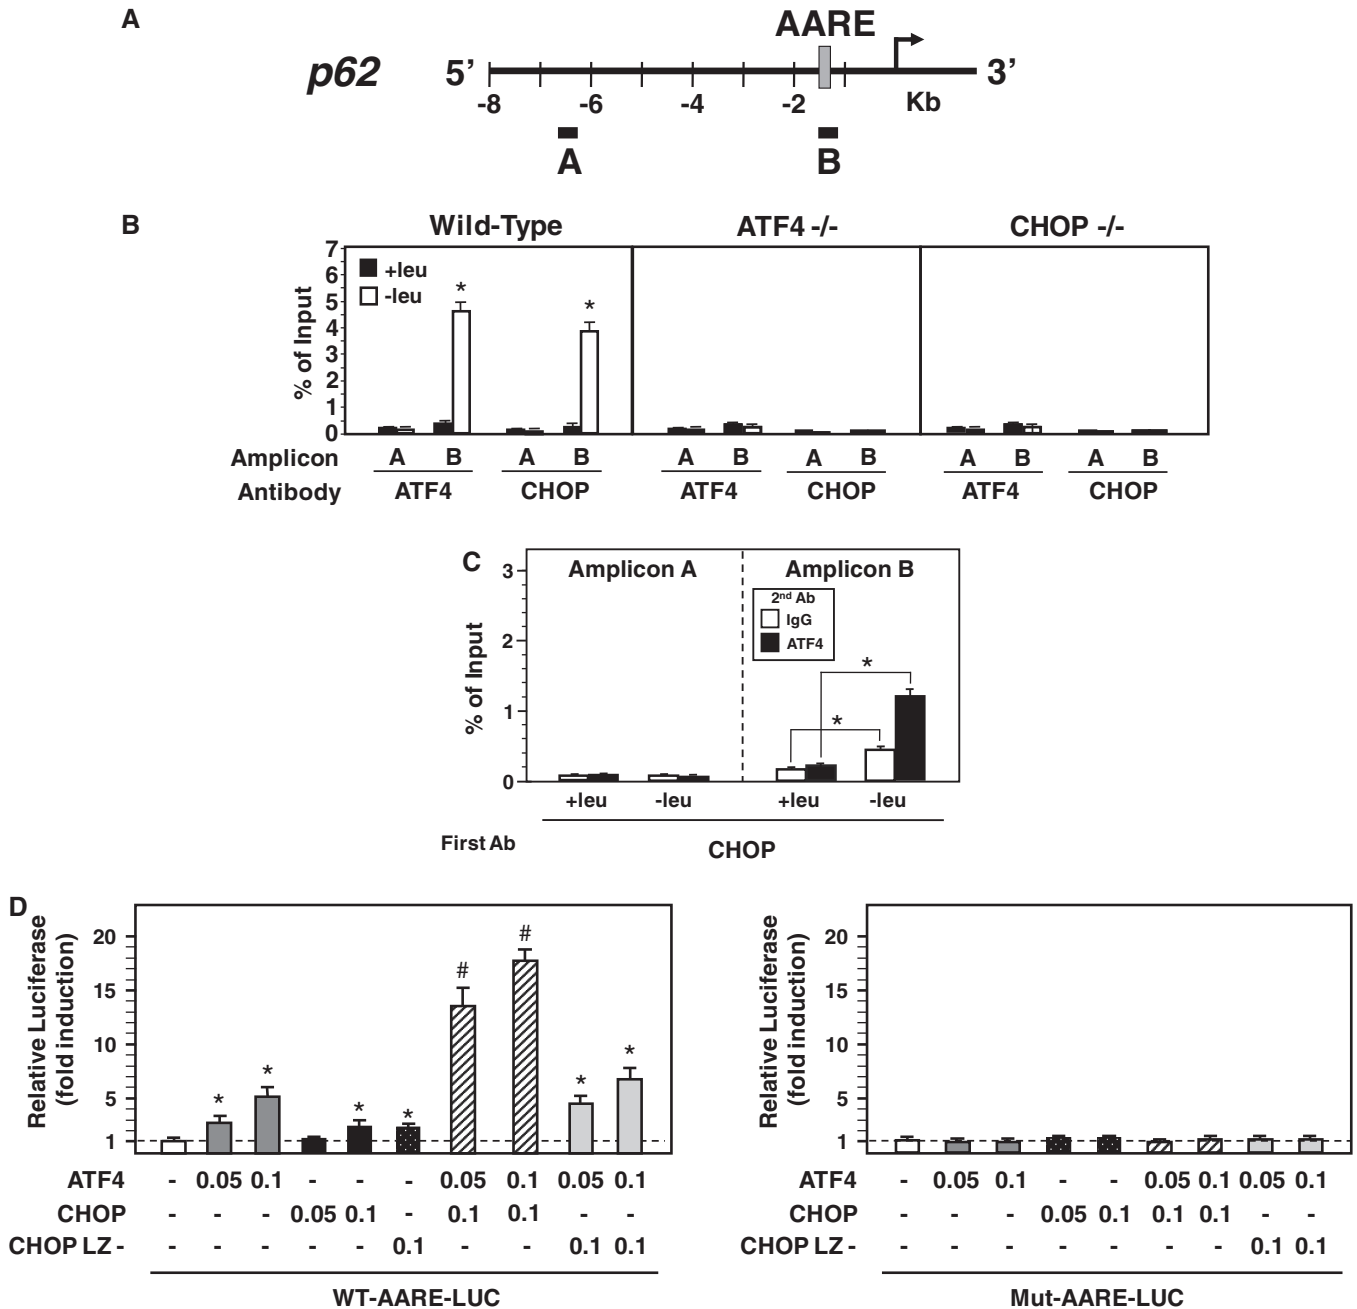 A
AARE
p62 5’ 3’
-8 -6 -4 -2 Kb
A B
B
Wild-Type ATF4 -/- CHOP -/-
% of Input
7
6
5
4
3
2
1
0
+leu
-leu
*
*
Amplicon A B A B A B A B A B A B
Antibody ATF4 CHOP ATF4 CHOP ATF4 CHOP
C
Amplicon A Amplicon B
% of Input
3
2
1
0
2nd Ab
IgG
ATF4
*
*
+leu -leu +leu -leu
First Ab CHOP
D
Relative Luciferase
(fold induction)
20
15
10
5
1
* * * * # # * *
ATF4 - 0.05 0.1 - - - 0.05 0.1 0.05 0.1
CHOP - - - 0.05 0.1 - 0.1 0.1 - -
CHOP LZ - - - - - - 0.1 - - 0.1 0.1
WT-AARE-LUC
Relative Luciferase
(fold induction)
20
15
10
5
1
ATF4 - 0.05 0.1 - - 0.05 0.1 0.05 0.1
CHOP - - - 0.05 0.1 0.1 0.1 - -
CHOP LZ - - - - - - - - 0.1 0.1
Mut-AARE-LUC